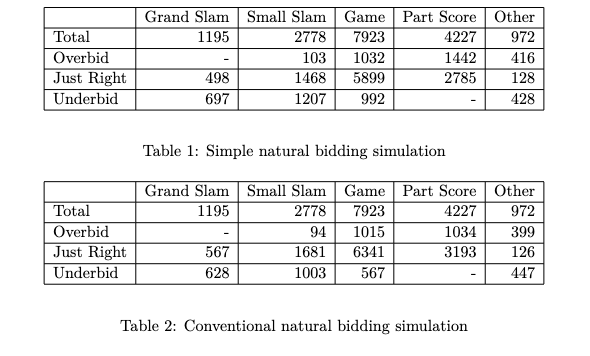 Grand Slam Small Slam Game Part Score Other
Total 1195 2778 7923 4227 972
Overbid - 103 1032 1442 416
Just Right 498 1468 5899 2785 128
Underbid 697 1207 992 - 428
Table 1: Simple natural bidding simulation
Grand Slam Small Slam Game Part Score Other
Total 1195 2778 7923 4227 972
Overbid - 94 1015 1034 399
Just Right 567 1681 6341 3193 126
Underbid 628 1003 567 - 447
Table 2: Conventional natural bidding simulation